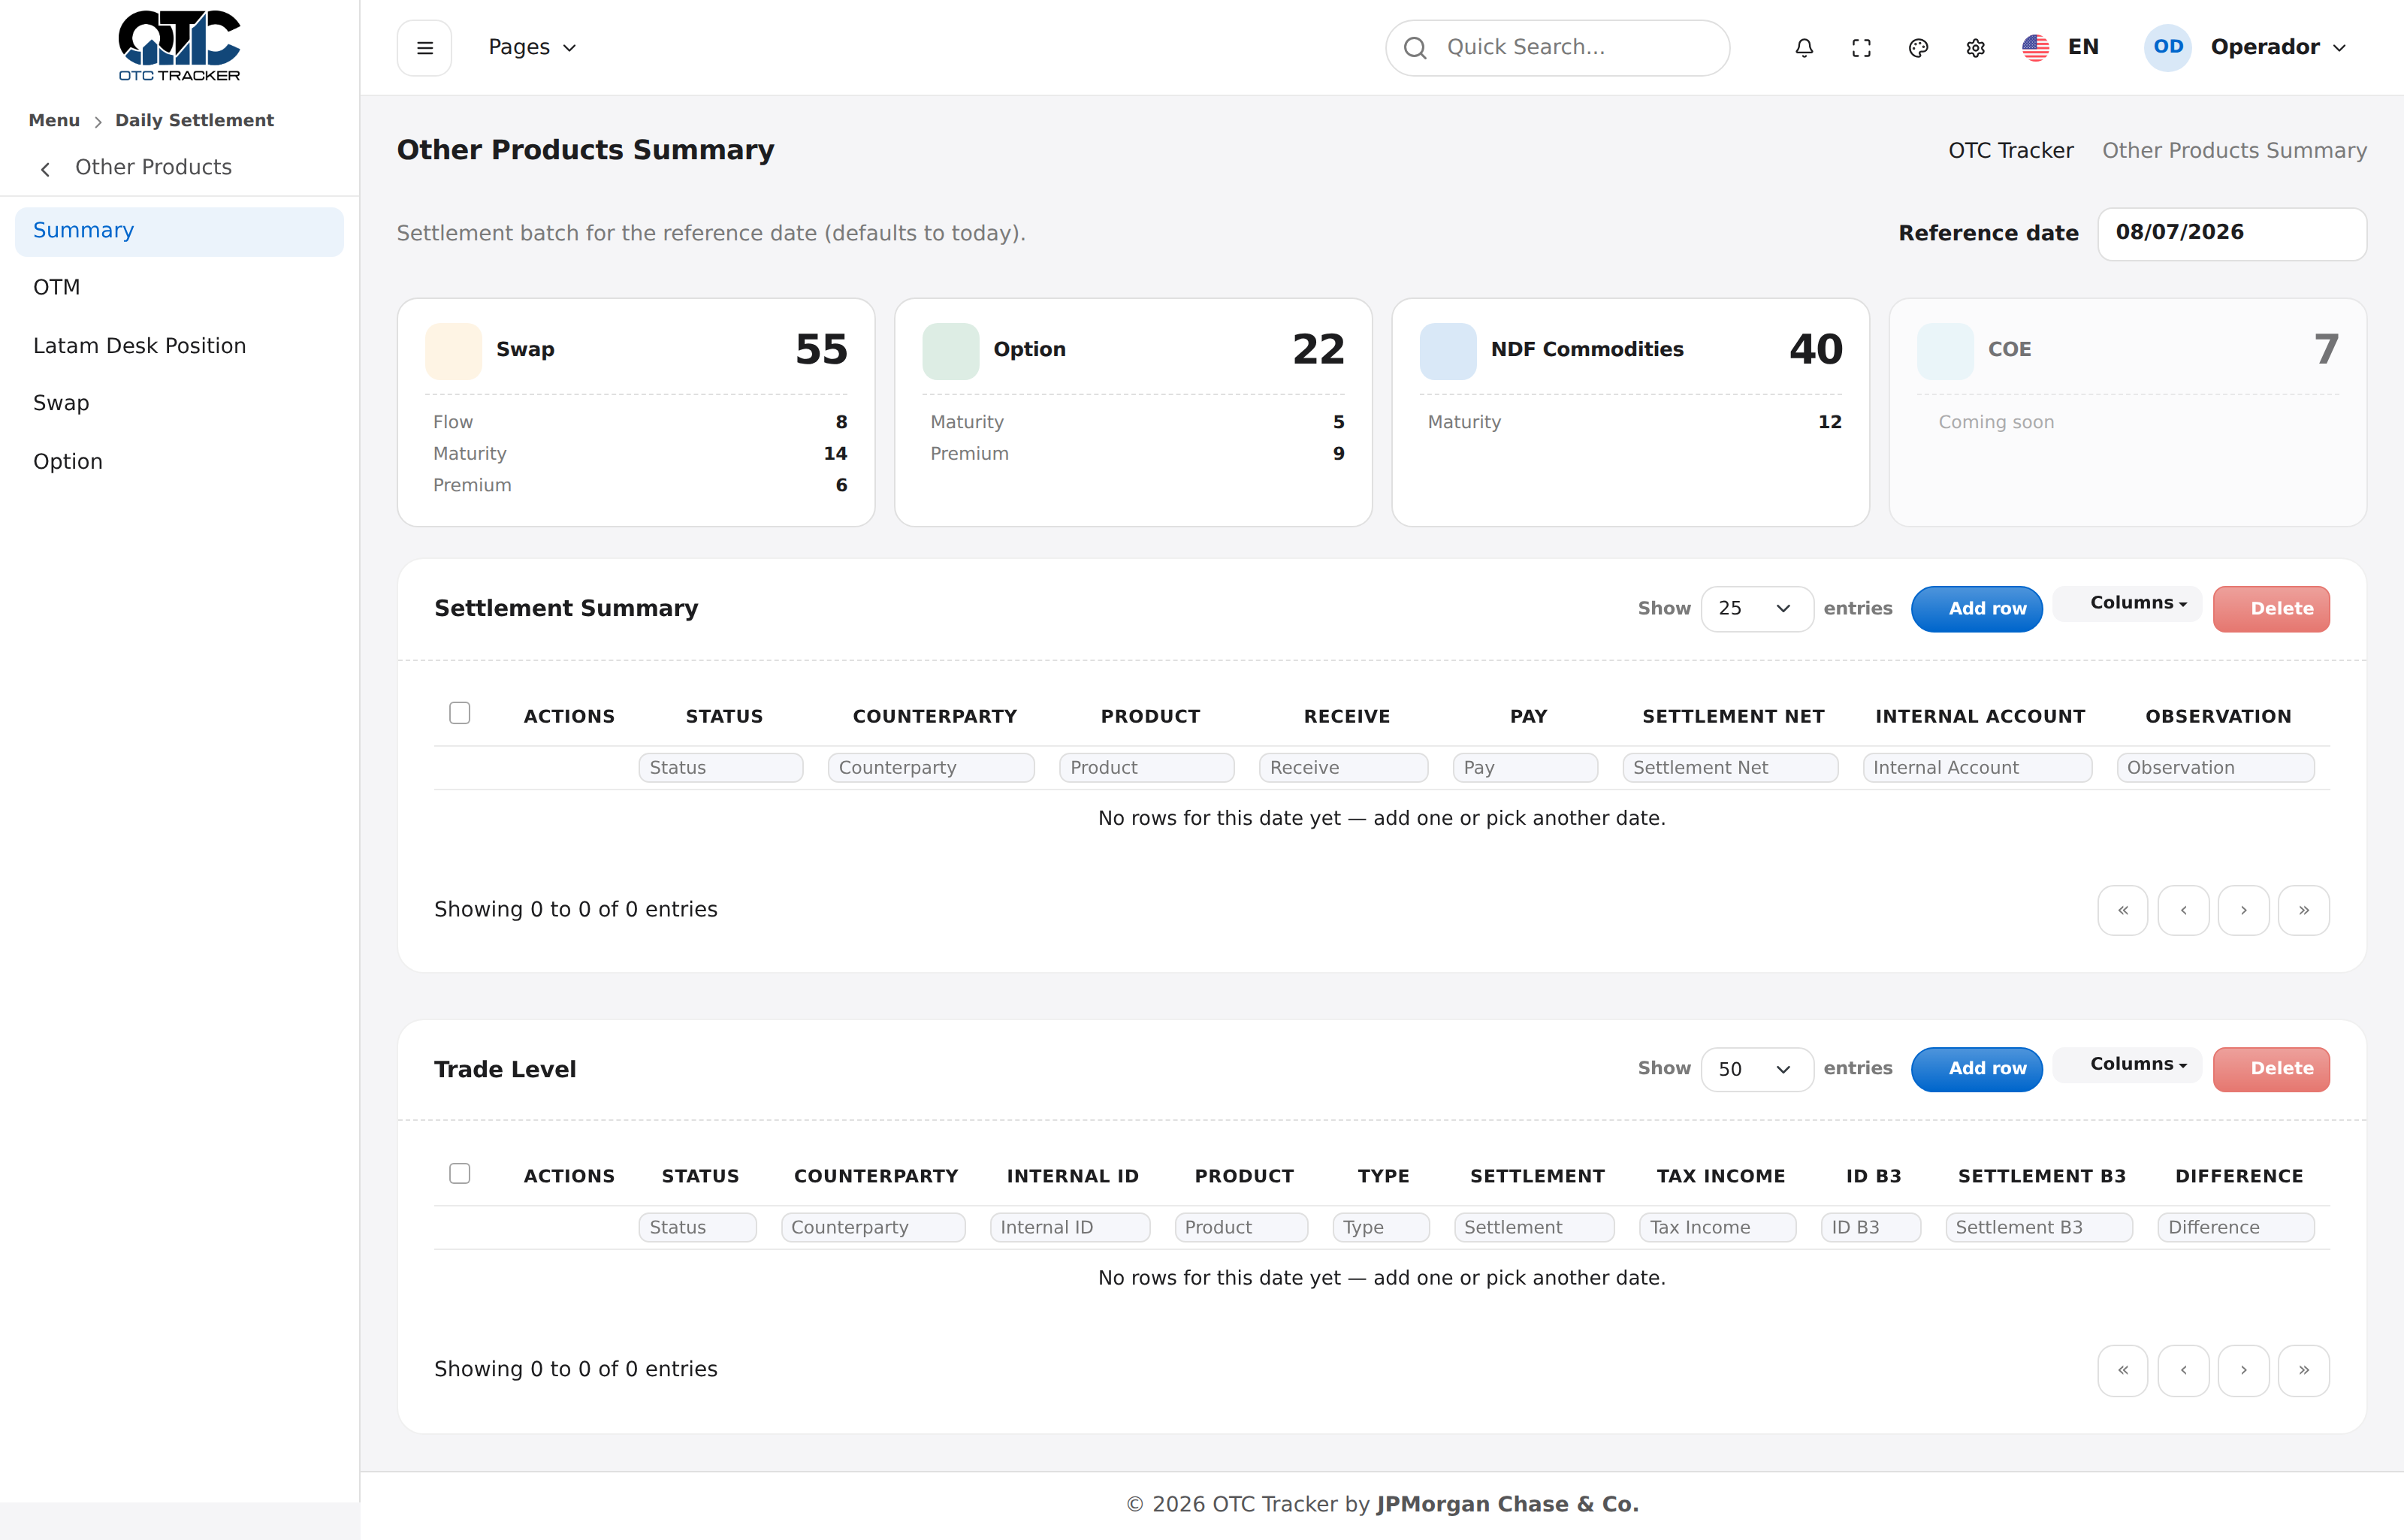 OTC
OTC TRACKER
Menu > Daily Settlement
Other Products
Summary
OTM
Latam Desk Position
Swap
Option
Pages
Quick Search...
EN
OD
Operador
Other Products Summary
OTC Tracker Other Products Summary
Settlement batch for the reference date (defaults to today).
Reference date 08/07/2026
Swap 55
Flow 8
Maturity 14
Premium 6
Option 22
Maturity 5
Premium 9
NDF Commodities 40
Maturity 12
COE 7
Coming soon
Settlement Summary
Show 25 entries Add row Columns Delete
ACTIONS STATUS COUNTERPARTY PRODUCT RECEIVE PAY SETTLEMENT NET INTERNAL ACCOUNT OBSERVATION
Status Counterparty Product Receive Pay Settlement Net Internal Account Observation
No rows for this date yet — add one or pick another date.
Showing 0 to 0 of 0 entries
« ‹ › »
Trade Level
Show 50 entries Add row Columns Delete
ACTIONS STATUS COUNTERPARTY INTERNAL ID PRODUCT TYPE SETTLEMENT TAX INCOME ID B3 SETTLEMENT B3 DIFFERENCE
Status Counterparty Internal ID Product Type Settlement Tax Income ID B3 Settlement B3 Difference
No rows for this date yet — add one or pick another date.
Showing 0 to 0 of 0 entries
« ‹ › »
© 2026 OTC Tracker by JPMorgan Chase & Co.